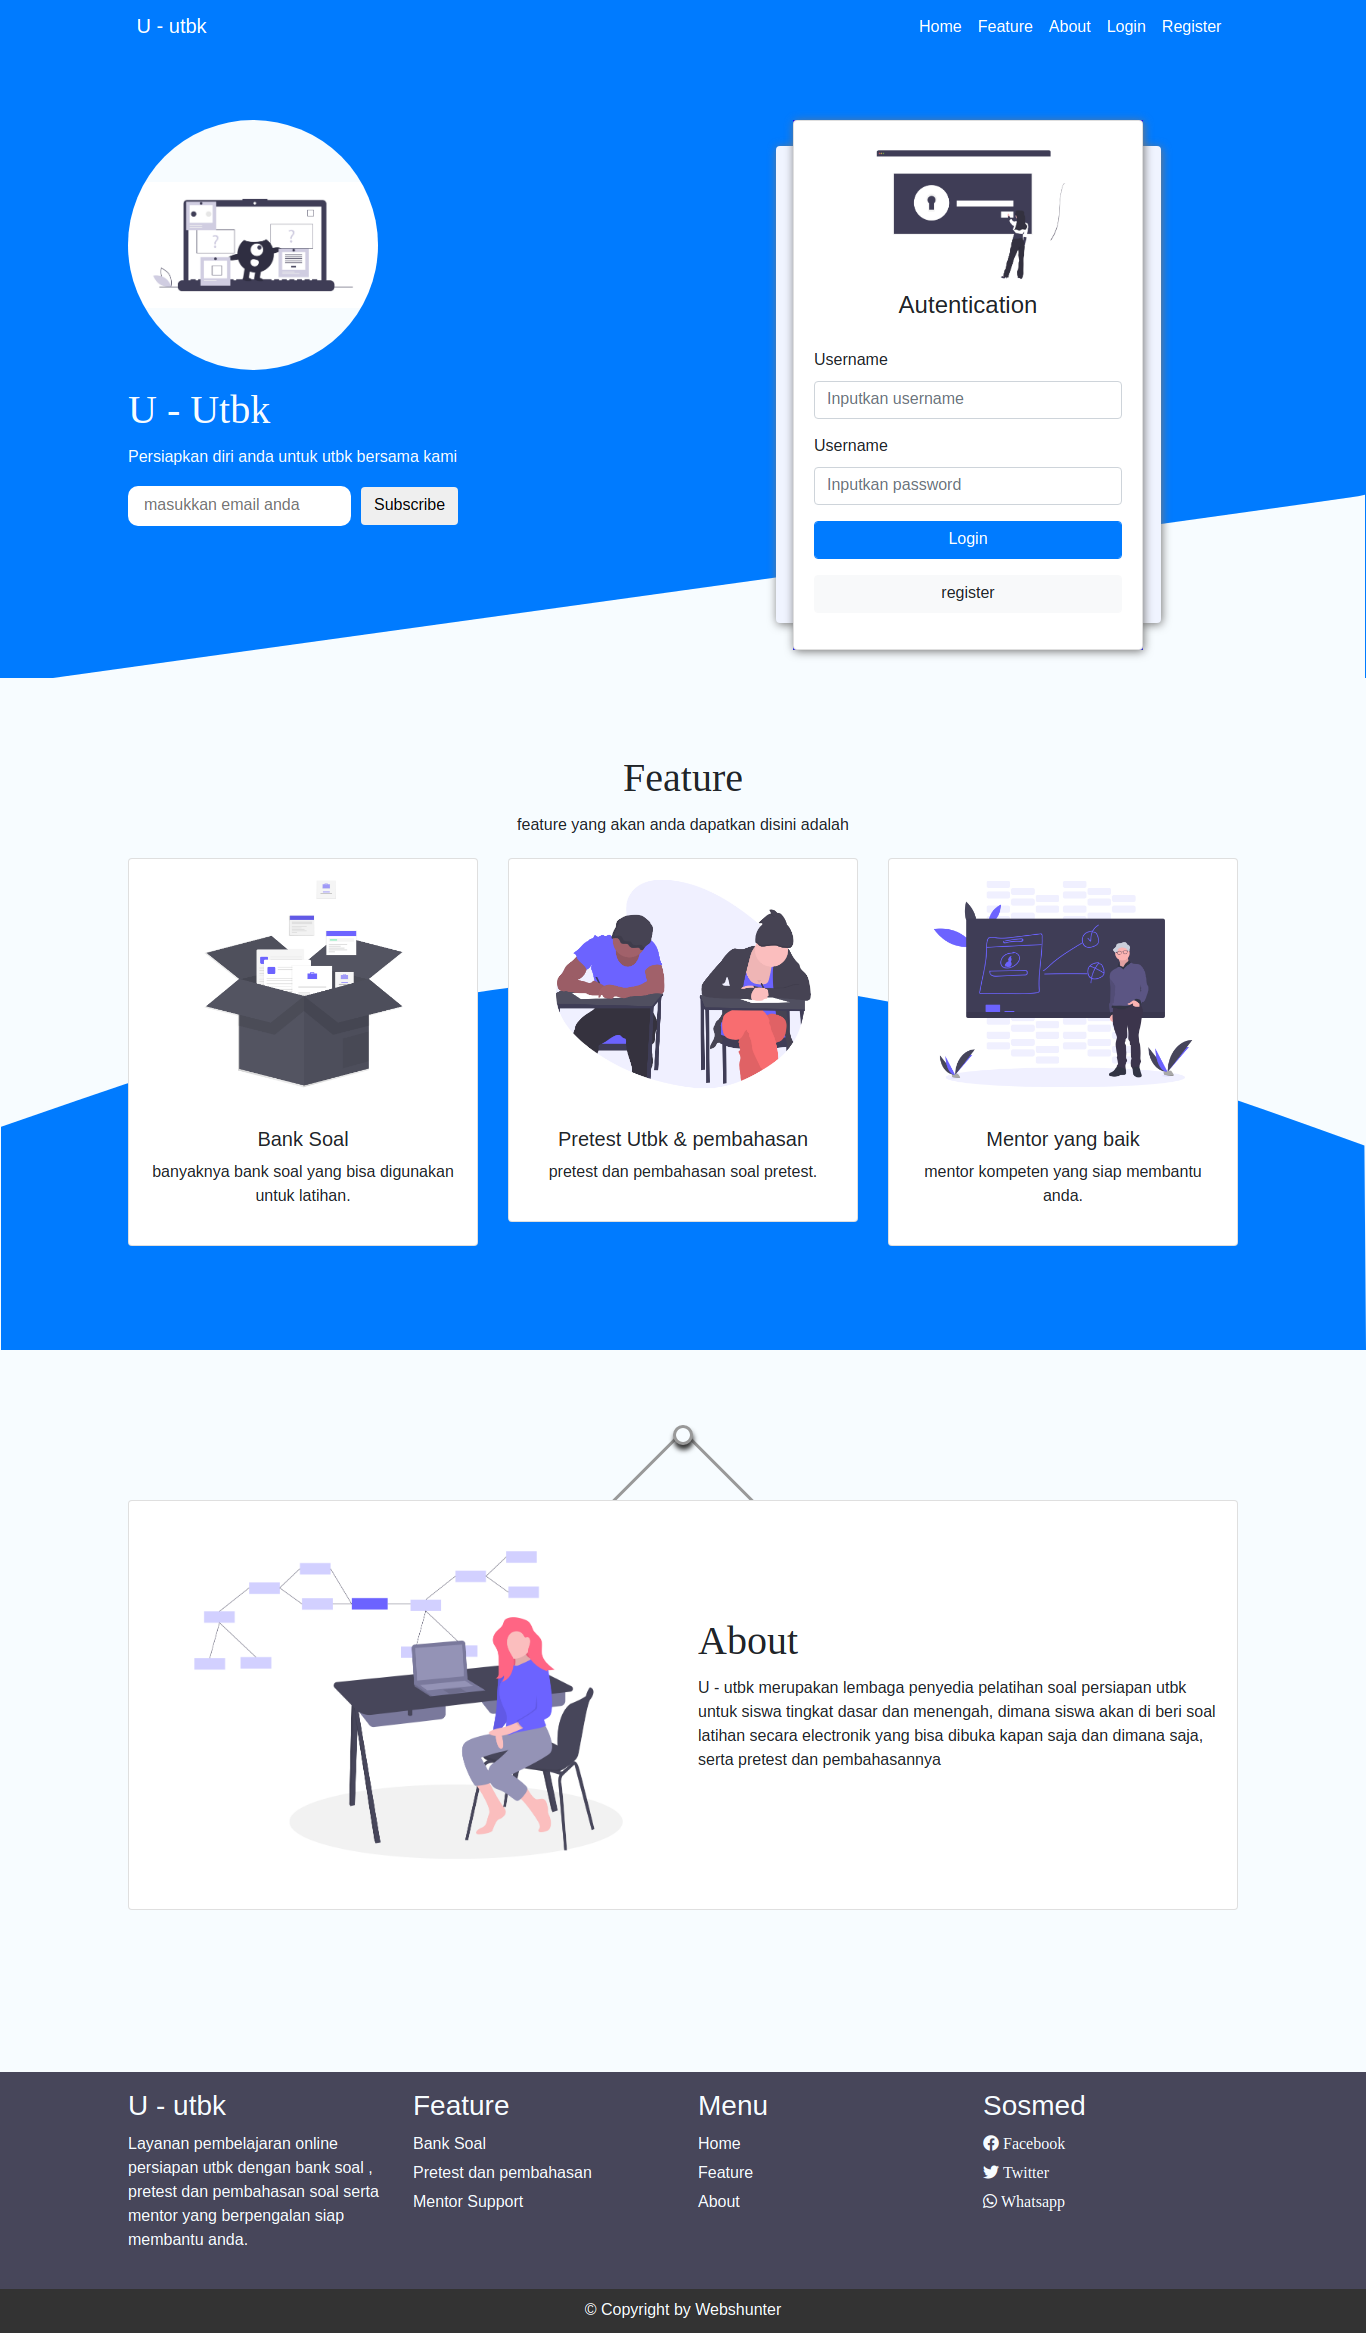 U - utbk
Home Feature About Login Register
U - Utbk
Persiapkan diri anda untuk utbk bersama kami
masukkan email anda Subscribe
Autentication
Username
Inputkan username
Username
Inputkan password
Login
register
Feature
feature yang akan anda dapatkan disini adalah
Bank Soal
banyaknya bank soal yang bisa digunakan
untuk latihan.
Pretest Utbk & pembahasan
pretest dan pembahasan soal pretest.
Mentor yang baik
mentor kompeten yang siap membantu
anda.
About
U - utbk merupakan lembaga penyedia pelatihan soal persiapan utbk
untuk siswa tingkat dasar dan menengah, dimana siswa akan di beri soal
latihan secara electronik yang bisa dibuka kapan saja dan dimana saja,
serta pretest dan pembahasannya
U - utbk
Layanan pembelajaran online
persiapan utbk dengan bank soal ,
pretest dan pembahasan soal serta
mentor yang berpengalan siap
membantu anda.
Feature
Bank Soal
Pretest dan pembahasan
Mentor Support
Menu
Home
Feature
About
Sosmed
Facebook
Twitter
Whatsapp
© Copyright by Webshunter